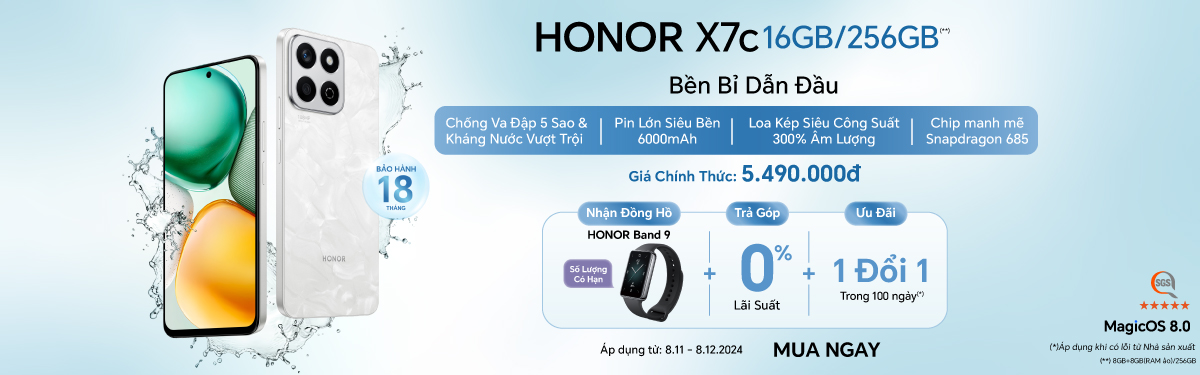 HONOR X7c 16GB/256GB(**)
Bền Bỉ Dẫn Đầu
Chống Va Đập 5 Sao &
Kháng Nước Vượt Trội
Pin Lớn Siêu Bền
6000mAh
Loa Kép Siêu Công Suất
300% Âm Lượng
Chip manh mẽ
Snapdragon 685
BẢO HÀNH
18
THÁNG
HONOR
Giá Chính Thức: 5.490.000đ
Nhận Đồng Hồ
HONOR Band 9
Số Lượng
Có Hạn
+
Trả Góp
0%
Lãi Suất
+
Ưu Đãi
1 Đổi 1
Trong 100 ngày(*)
Áp dụng từ: 8.11 - 8.12.2024
MUA NGAY
SGS
MagicOS 8.0
(*)Áp dụng khi có lỗi từ Nhà sản xuất
(**) 8GB+8GB(RAM ảo)/256GB